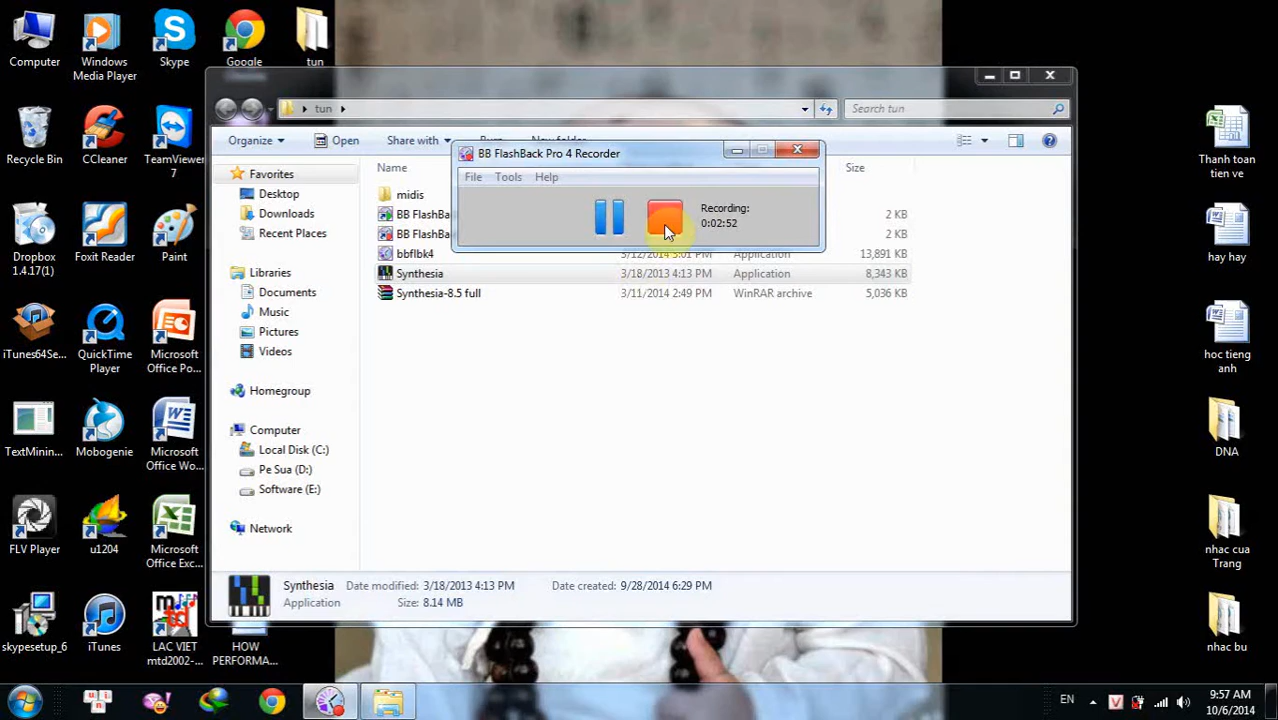 Computer
Windows
Media Player
Skype
Google
tun
Recycle Bin
CCleaner
TeamViewer
7
Dropbox
1.4.17(1)
Foxit Reader
Paint
iTunes64Se...
QuickTime
Player
Microsoft
Office Po...
TextMinin...
Mobogenie
Microsoft
Office Wo...
FLV Player
u1204
Microsoft
Office Exc...
skypesetup_6
iTunes
LAC VIET
mtd2002-...
HOW
PERFORMA...
tun
Search tun
Organize
Open
Share with
New folder
Name
Size
Favorites
Desktop
Downloads
Recent Places
Libraries
Documents
Music
Pictures
Videos
Homegroup
Computer
Local Disk (C:)
Pe Sua (D:)
Software (E:)
Network
midis
BB FlashBa
2 KB
BB FlashBa
2 KB
bbflbk4
3/12/2014 5:01 PM
Application
13,891 KB
Synthesia
3/18/2013 4:13 PM
Application
8,343 KB
Synthesia-8.5 full
3/11/2014 2:49 PM
WinRAR archive
5,036 KB
BB FlashBack Pro 4 Recorder
File
Tools
Help
Recording:
0:02:52
Synthesia
Date modified: 3/18/2013 4:13 PM
Date created: 9/28/2014 6:29 PM
Application
Size: 8.14 MB
Thanh toan
tien ve
hay hay
hoc tieng
anh
DNA
nhac cua
Trang
nhac bu
EN
9:57 AM
10/6/2014